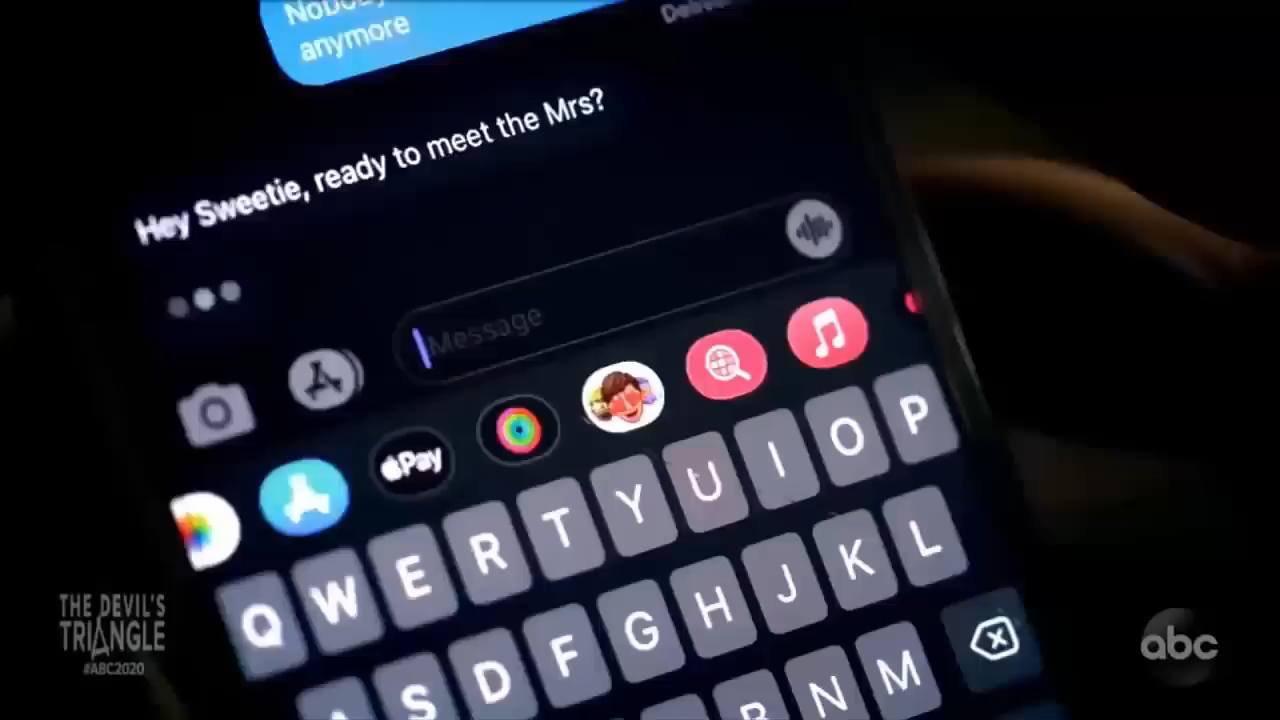 anymore
Hey Sweetie, ready to meet the Mrs?
Message
Pay
Q W E R T Y U I O P
S D F G H J K L
B N M
THE DEVIL'S
TRIANGLE
#ABC2020
abc